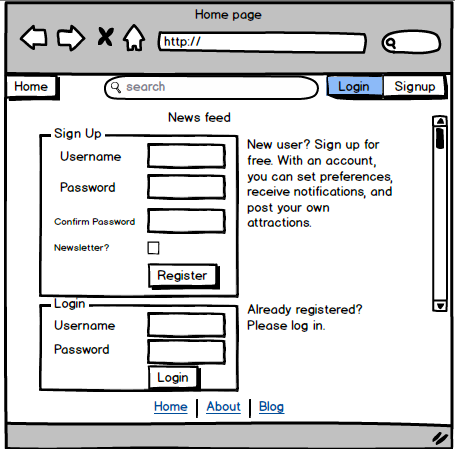 Home page
http://
Home
search
Login
Signup
News feed
Sign Up
Username
Password
Confirm Password
Newsletter?
Register
New user? Sign up for
free. With an account,
you can set preferences,
receive notifications, and
post your own
attractions.
Login
Username
Password
Login
Already registered?
Please log in.
Home | About | Blog